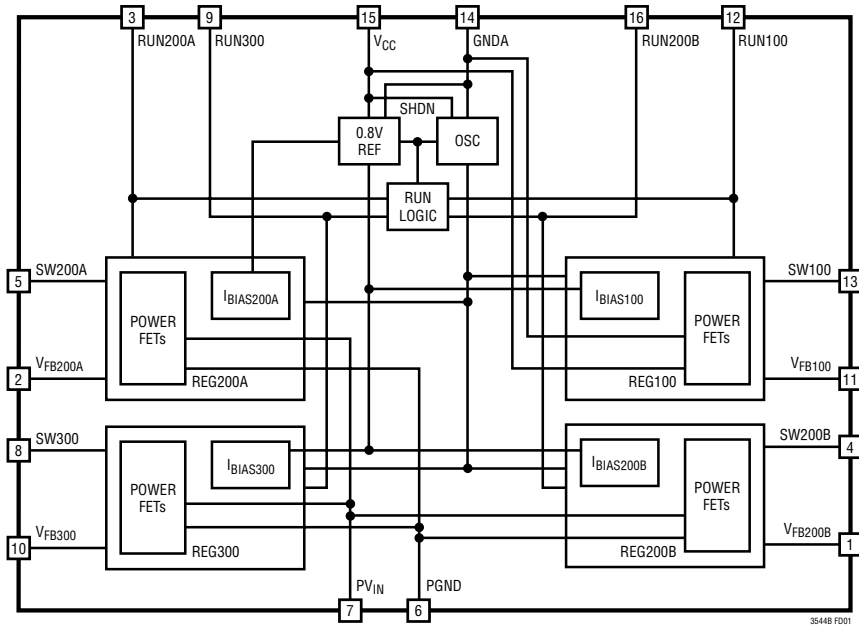 3 9 15 14 16 12
RUN200A RUN300 VCC GNDA RUN200B RUN100
SHDN
0.8V
REF
OSC
RUN
LOGIC
SW200A
5
POWER
FETs
IBIAS200A
VFB200A
2
REG200A
IBIAS100
POWER
FETs
SW100
13
REG100
VFB100
11
SW300
8
POWER
FETs
IBIAS300
VFB300
10
REG300
IBIAS200B
POWER
FETs
SW200B
4
REG200B
VFB200B
1
PVIN PGND
7 6
3544B FD01